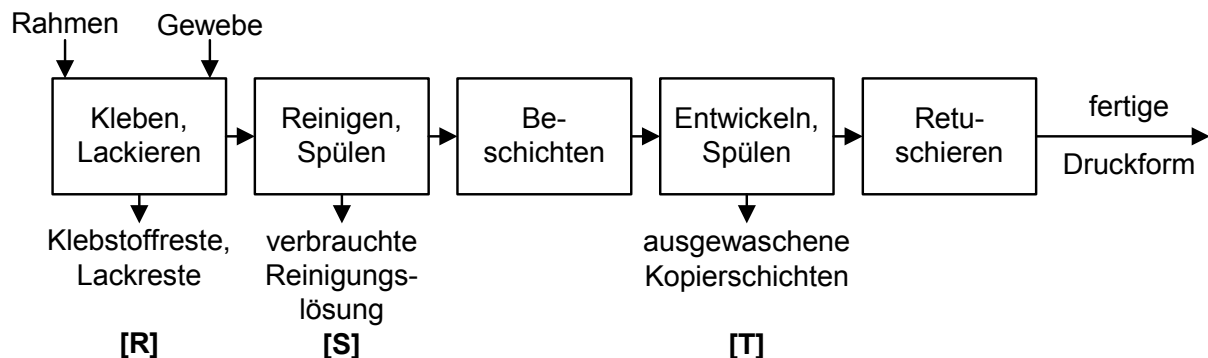 Rahmen
Gewebe
Kleben,
Lackieren
Reinigen,
Spülen
Be-
schichten
Entwickeln,
Spülen
Retu-
schieren
fertige
Druckform
Klebstoffreste,
Lackreste
[R]
verbrauchte
Reinigungs-
lösung
[S]
ausgewaschene
Kopierschichten
[T]